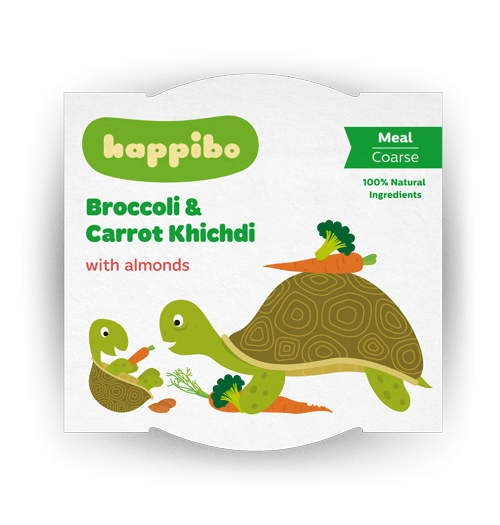 happibo
Meal
Coarse
100% Natural
Ingredients
Broccoli &
Carrot Khichdi
with almonds